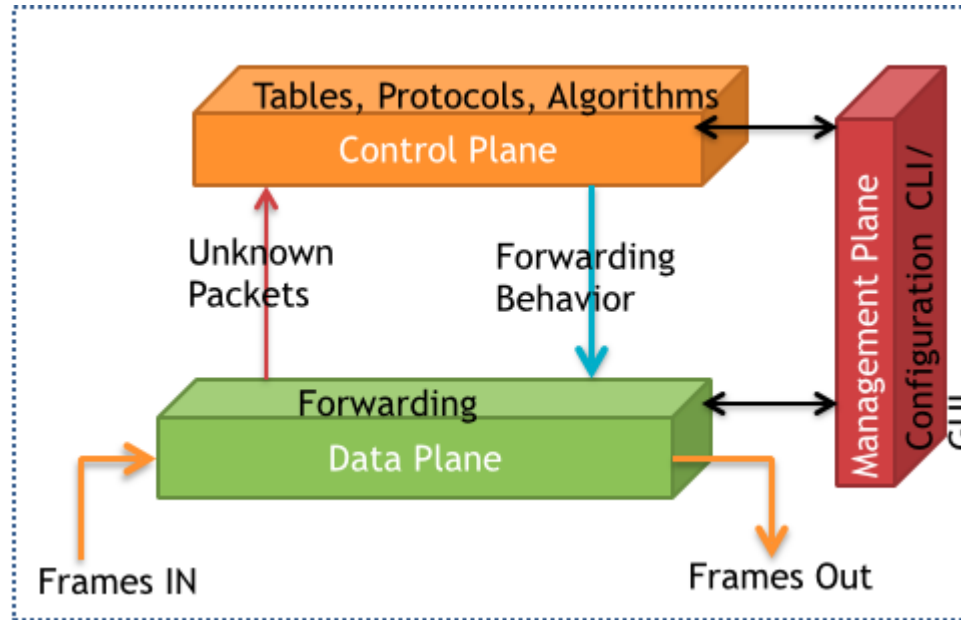 Tables, Protocols, Algorithms
Control Plane
Unknown
Packets
Forwarding
Behavior
Management Plane
Configuration CLI/
GUI
Forwarding
Data Plane
Frames IN
Frames Out